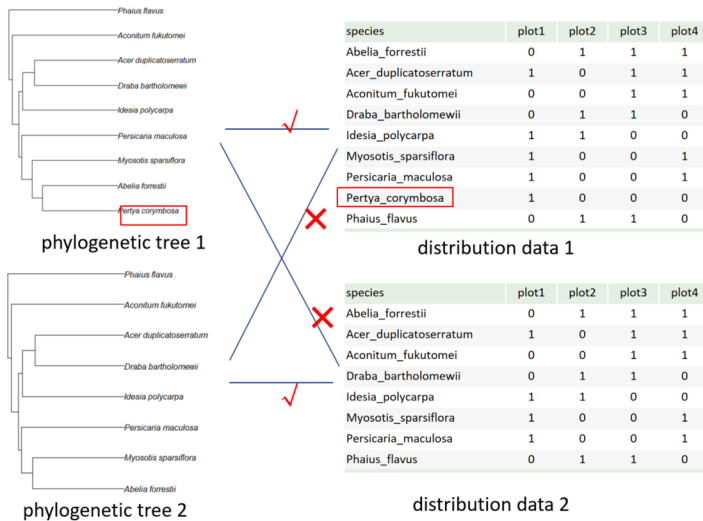 Phaius flavus
Aconitum fukutomei
Acer duplicatoserratum
Draba bartholomewii
Idesia polycarpa
Persicaria maculosa
Myosotis sparsiflora
Abelia forrestii
Pertya corymbosa
phylogenetic tree 1
species plot1 plot2 plot3 plot4
Abelia_forrestii 0 1 1 1
Acer_duplicatoserratum 1 0 1 1
Aconitum_fukutomei 0 0 1 1
Draba_bartholomewii 0 1 1 0
Idesia_polycarpa 1 1 0 0
Myosotis_sparsiflora 1 0 0 1
Persicaria_maculosa 1 0 0 1
Pertya_corymbosa 1 0 0 0
Phaius_flavus 0 1 1 0
distribution data 1
Phaius flavus
Aconitum fukutomei
Acer duplicatoserratum
Draba bartholomewii
Idesia polycarpa
Persicaria maculosa
Myosotis sparsiflora
Abelia forrestii
phylogenetic tree 2
species plot1 plot2 plot3 plot4
Abelia_forrestii 0 1 1 1
Acer_duplicatoserratum 1 0 1 1
Aconitum_fukutomei 0 0 1 1
Draba_bartholomewii 0 1 1 0
Idesia_polycarpa 1 1 0 0
Myosotis_sparsiflora 1 0 0 1
Persicaria_maculosa 1 0 0 1
Phaius_flavus 0 1 1 0
distribution data 2